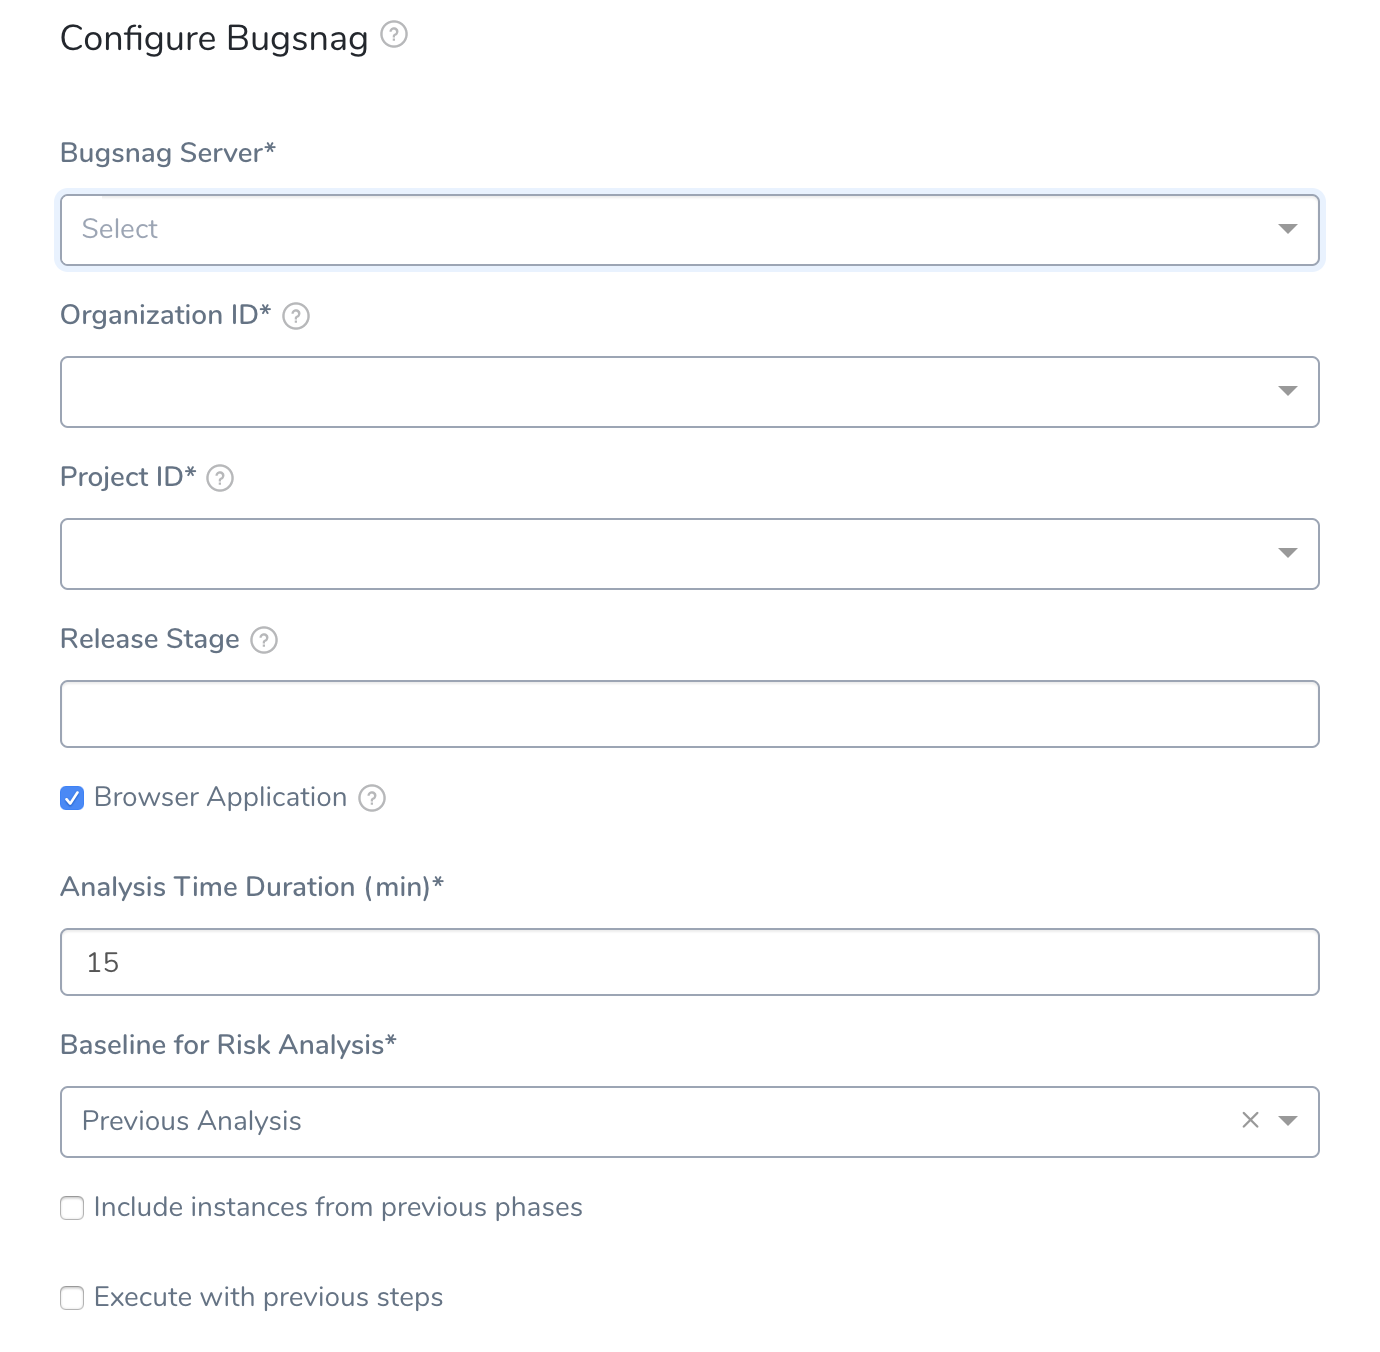 Configure Bugsnag ?
Bugsnag Server*
Select
Organization ID* ?
Project ID* ?
Release Stage ?
Browser Application ?
Analysis Time Duration (min)*
15
Baseline for Risk Analysis*
Previous Analysis
Include instances from previous phases
Execute with previous steps